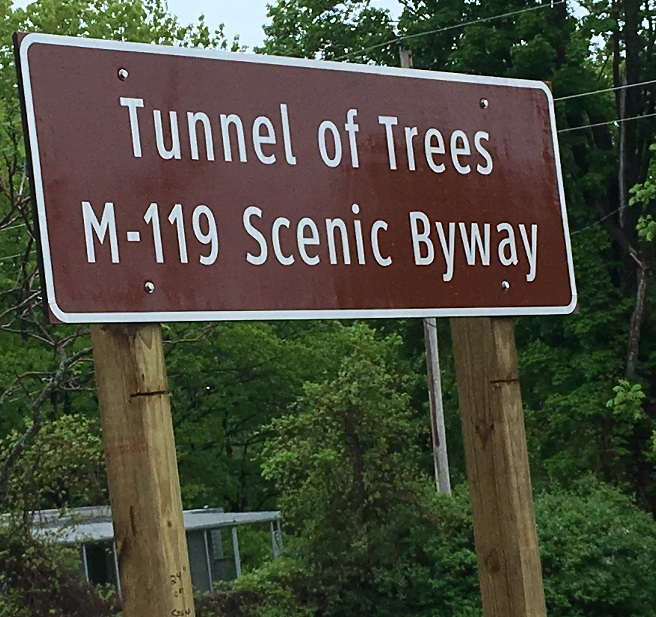 Tunnel of Trees
M-119 Scenic Byway